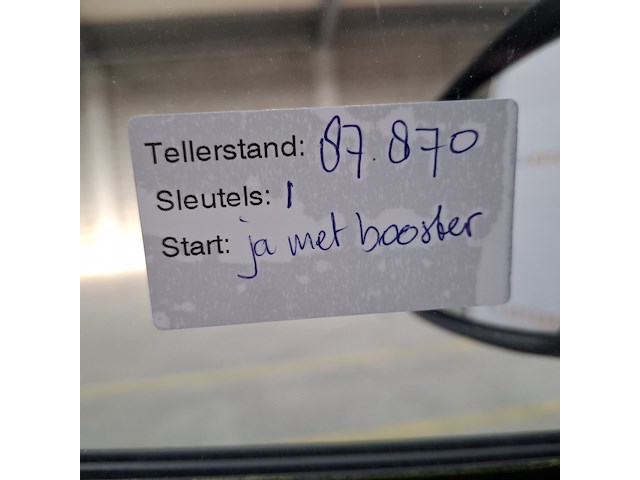 Tellerstand: 87.870
Sleutels: 1
Start: ja met booster